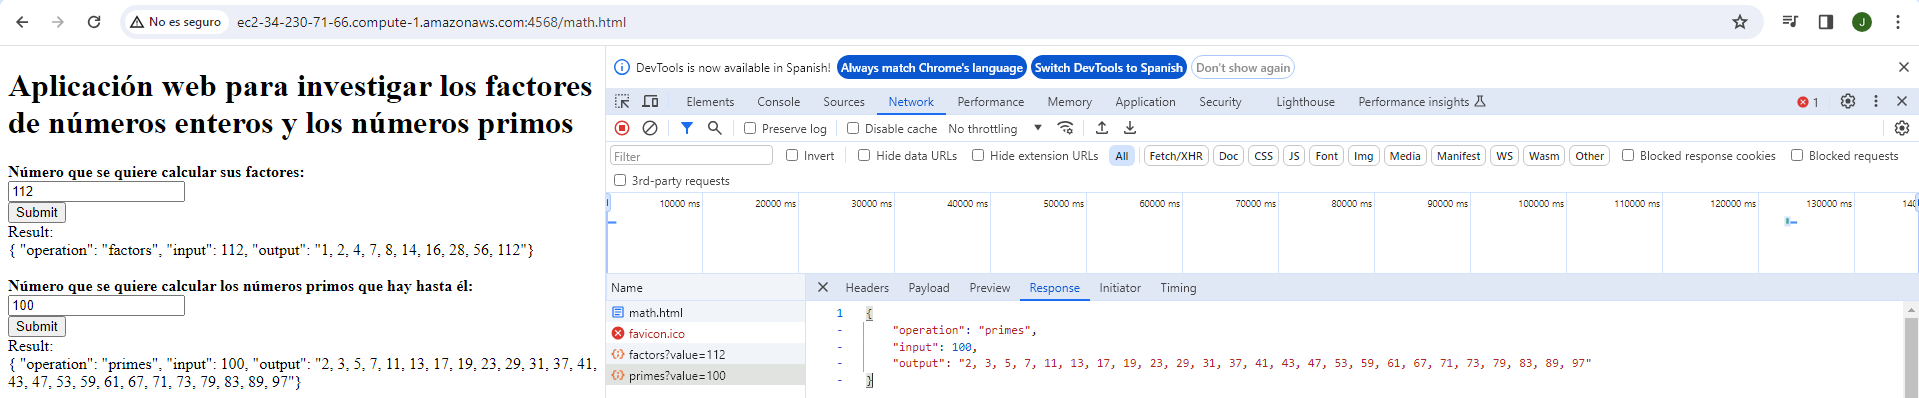 No es seguro
ec2-34-230-71-66.compute-1.amazonaws.com:4568/math.html
J
Aplicación web para investigar los factores
de números enteros y los números primos
Número que se quiere calcular sus factores:
112
Submit
Result:
{ "operation": "factors", "input": 112, "output": "1, 2, 4, 7, 8, 14, 16, 28, 56, 112"}
Número que se quiere calcular los números primos que hay hasta él:
100
Submit
Result:
{ "operation": "primes", "input": 100, "output": "2, 3, 5, 7, 11, 13, 17, 19, 23, 29, 31, 37, 41,
43, 47, 53, 59, 61, 67, 71, 73, 79, 83, 89, 97"}
DevTools is now available in Spanish! Always match Chrome's language Switch DevTools to Spanish Don't show again
Elements Console Sources Network Performance Memory Application Security Lighthouse Performance insights 1
Preserve log Disable cache No throttling
Filter Invert Hide data URLs Hide extension URLs All Fetch/XHR Doc CSS JS Font Img Media Manifest WS Wasm Other Blocked response cookies Blocked requests
3rd-party requests
10000 ms 20000 ms 30000 ms 40000 ms 50000 ms 60000 ms 70000 ms 80000 ms 90000 ms 100000 ms 110000 ms 120000 ms 130000 ms 140
Name
math.html
favicon.ico
factors?value=112
primes?value=100
Headers Payload Preview Response Initiator Timing
1 {
- "operation": "primes",
- "input": 100,
- "output": "2, 3, 5, 7, 11, 13, 17, 19, 23, 29, 31, 37, 41, 43, 47, 53, 59, 61, 67, 71, 73, 79, 83, 89, 97"
- }